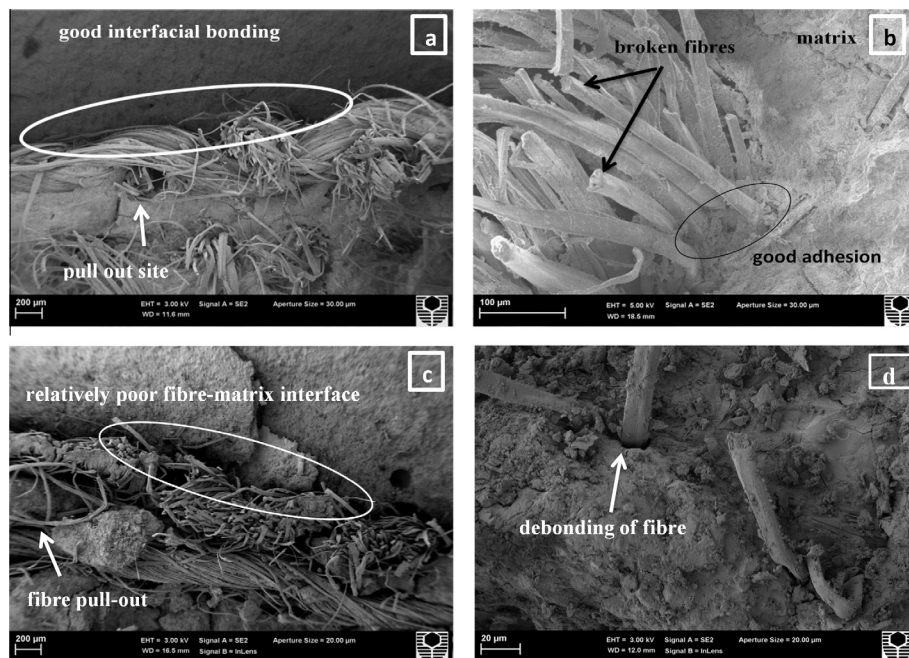 good interfacial bonding
a
pull out site
200 µm
EHT = 3.00 kV Signal A = SE2 Aperture Size = 30.00 µm
WD = 11.6 mm
broken fibres
matrix
b
good adhesion
100 µm
EHT = 5.00 kV Signal A = SE2 Aperture Size = 30.00 µm
WD = 18.5 mm
c
relatively poor fibre-matrix interface
fibre pull-out
200 µm
EHT = 3.00 kV Signal A = SE2 Aperture Size = 20.00 µm
WD = 16.5 mm Signal B = InLens
d
debonding of fibre
20 µm
EHT = 3.00 kV Signal A = SE2 Aperture Size = 20.00 µm
WD = 12.0 mm Signal B = InLens